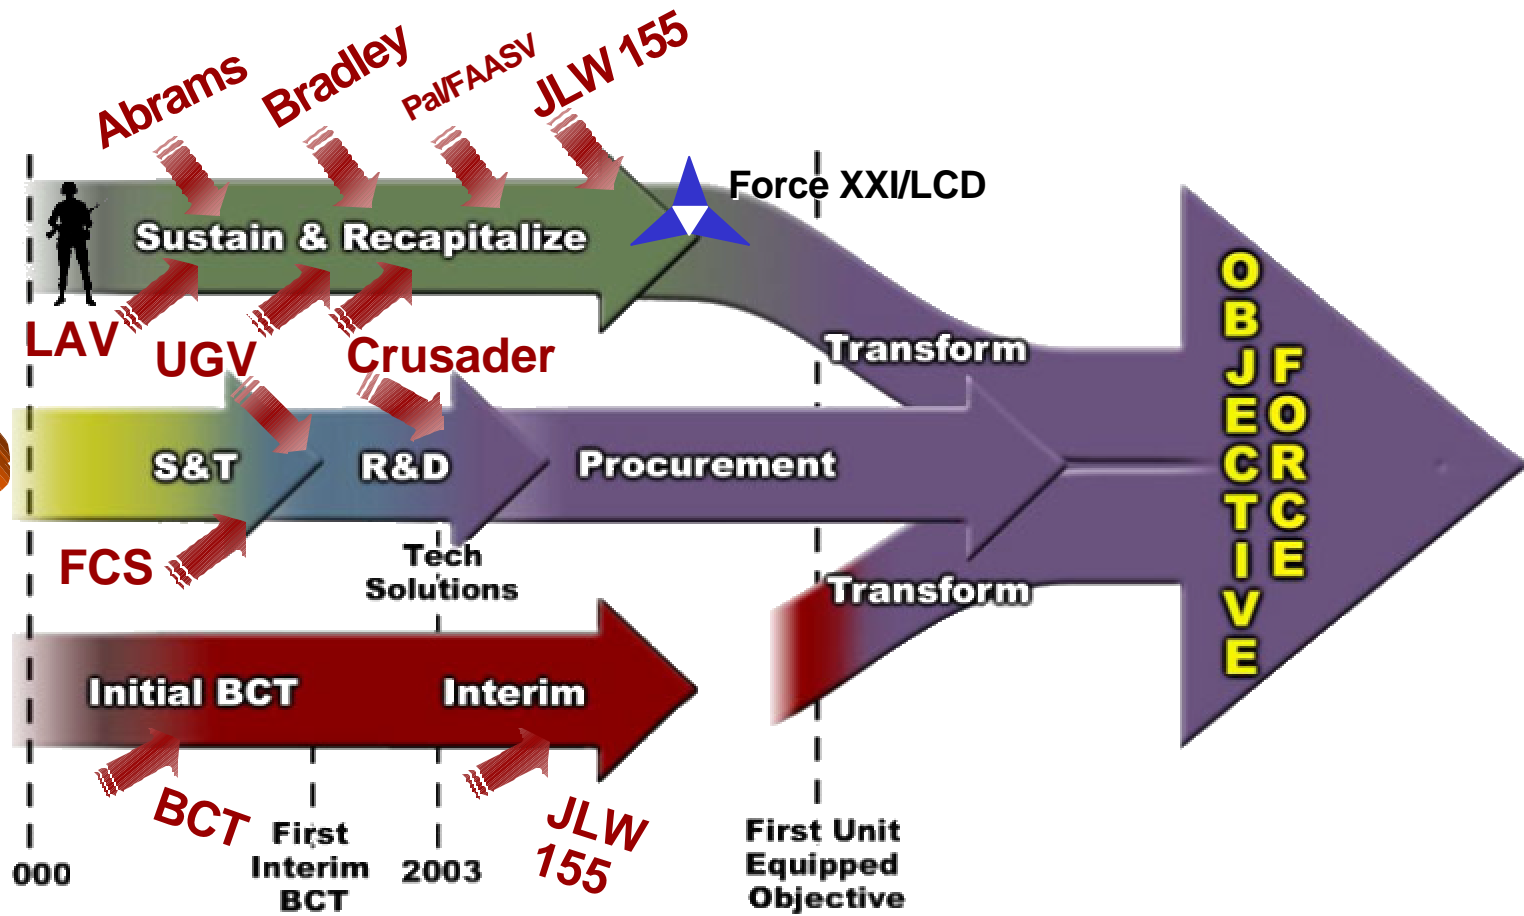 Abrams
Bradley
Pal/FAASV
JLW 155
Force XXI/LCD
Sustain & Recapitalize
LAV
UGV
Crusader
Transform
S&T
R&D
Procurement
OBJECTIVE
FORCE
FCS
Tech
Solutions
Transform
Initial BCT
Interim
BCT
JLW
155
000
First
Interim
BCT
2003
First Unit
Equipped
Objective